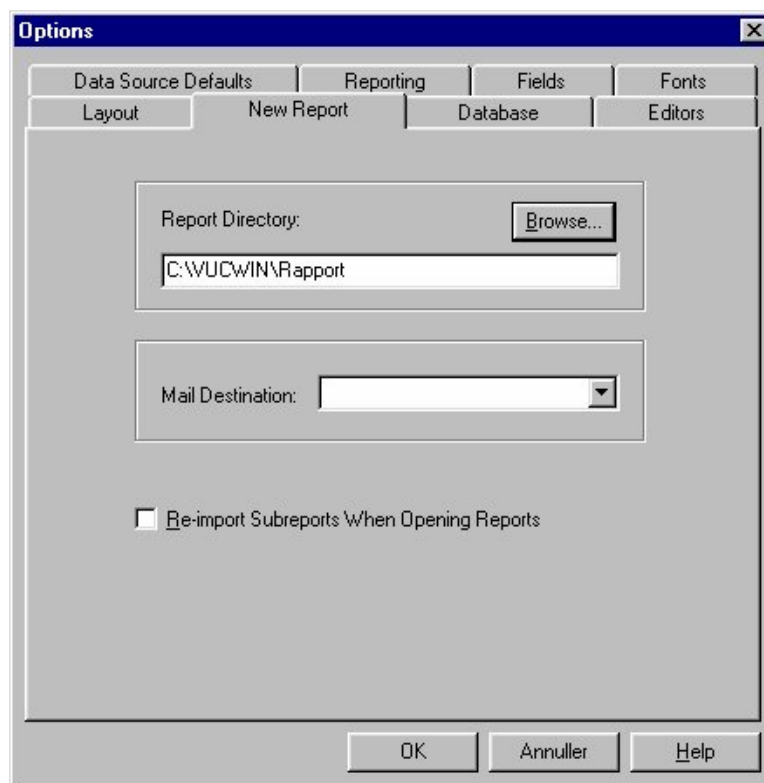 Options
Data Source Defaults Reporting Fields Fonts
Layout New Report Database Editors
Report Directory: Browse...
C:\VUCWIN\Rapport
Mail Destination:
Re-import Subreports When Opening Reports
OK Annuller Help